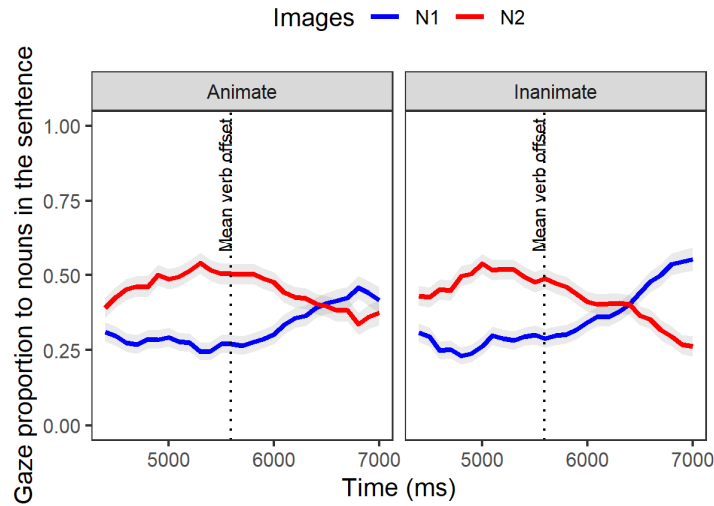 Images N1 N2
Animate Inanimate
Gaze proportion to nouns in the sentence
1.00
0.75
0.50
0.25
0.00
Mean verb offset
Mean verb offset
5000 6000 7000 5000 6000 7000
Time (ms)